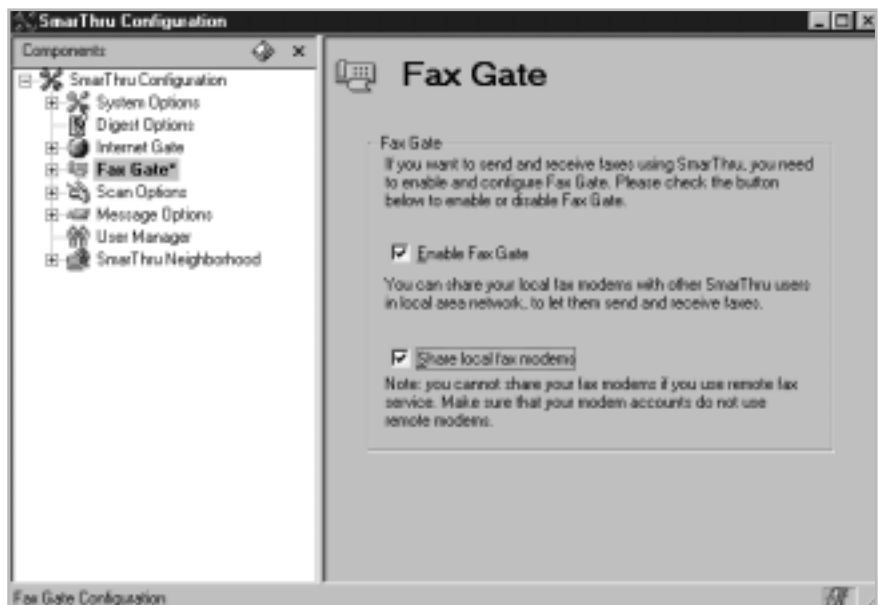 SmarThru Configuration
Components
SmarThru Configuration
System Options
Digest Options
Internet Gate
Fax Gate*
Scan Options
Message Options
User Manager
SmarThru Neighborhood
Fax Gate
Fax Gate
If you want to send and receive faxes using SmarThru, you need
to enable and configure Fax Gate. Please check the button
below to enable or disable Fax Gate.
Enable Fax Gate
You can share your local fax modems with other SmarThru users
in local area network, to let them send and receive faxes.
Share local fax modems
Note: you cannot share your fax modems if you use remote fax
service. Make sure that your modem accounts do not use
remote modems.
Fax Gate Configuration